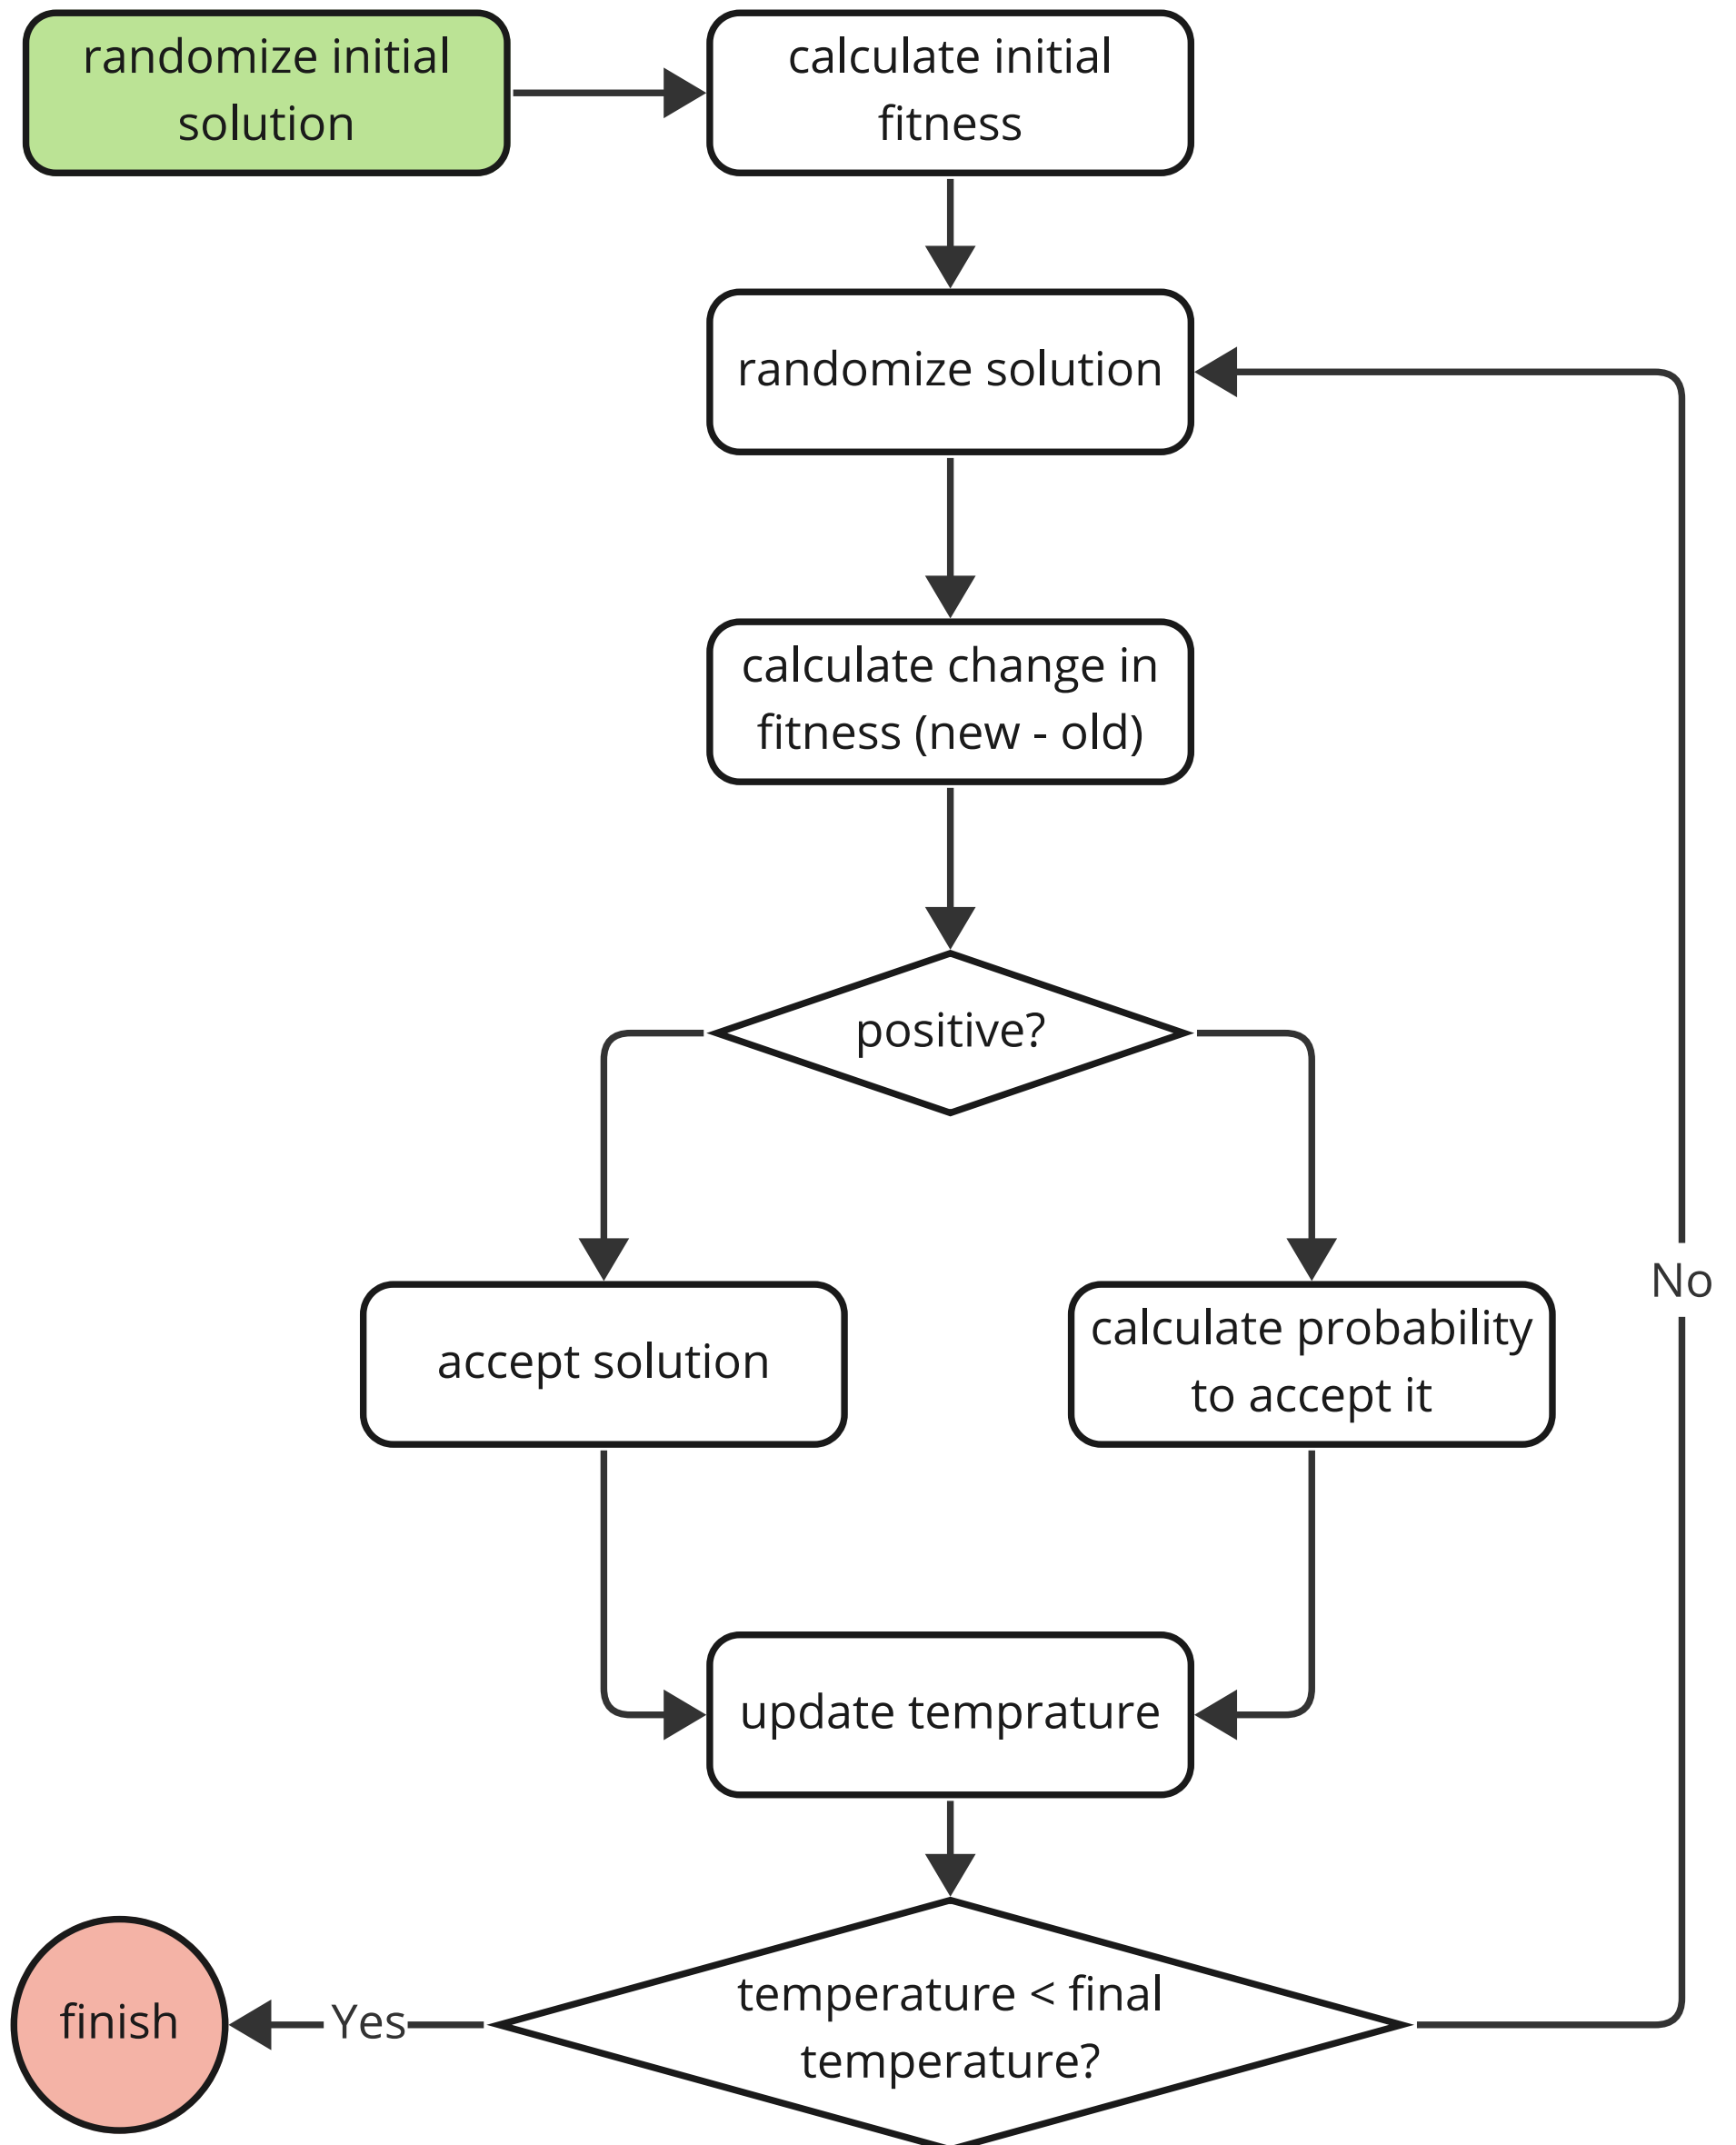 randomize initial
solution
calculate initial
fitness
randomize solution
calculate change in
fitness (new - old)
positive?
accept solution
calculate probability
to accept it
No
update temprature
temperature < final
temperature?
Yes
finish